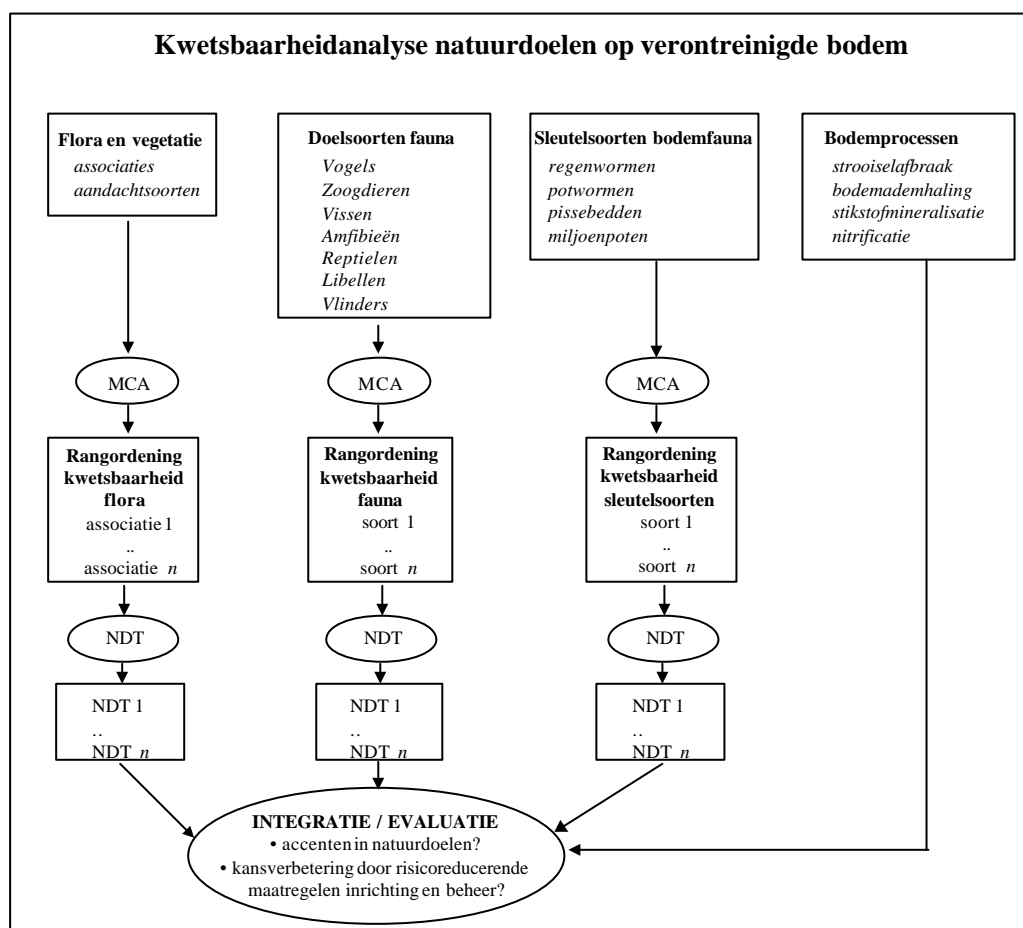 Kwetsbaarheidanalyse natuurdoelen op verontreinigde bodem
Flora en vegetatie
associaties
aandachtsoorten
Doelsoorten fauna
Vogels
Zoogdieren
Vissen
Amfibieën
Reptielen
Libellen
Vlinders
Sleutelsoorten bodemfauna
regenwormen
potwormen
pissebedden
miljoenpoten
Bodemprocessen
strooiselafbraak
bodemademhaling
stikstofmineralisatie
nitrificatie
MCA
MCA
MCA
Rangordening
kwetsbaarheid
flora
associatie 1
..
associatie n
Rangordening
kwetsbaarheid
fauna
soort 1
..
soort n
Rangordening
kwetsbaarheid
sleutelsoorten
soort 1
..
soort n
NDT
NDT
NDT
NDT 1
..
NDT n
NDT 1
..
NDT n
NDT 1
..
NDT n
INTEGRATIE / EVALUATIE
• accenten in natuurdoelen?
• kansverbetering door risicoreducerende
maatregelen inrichting en beheer?